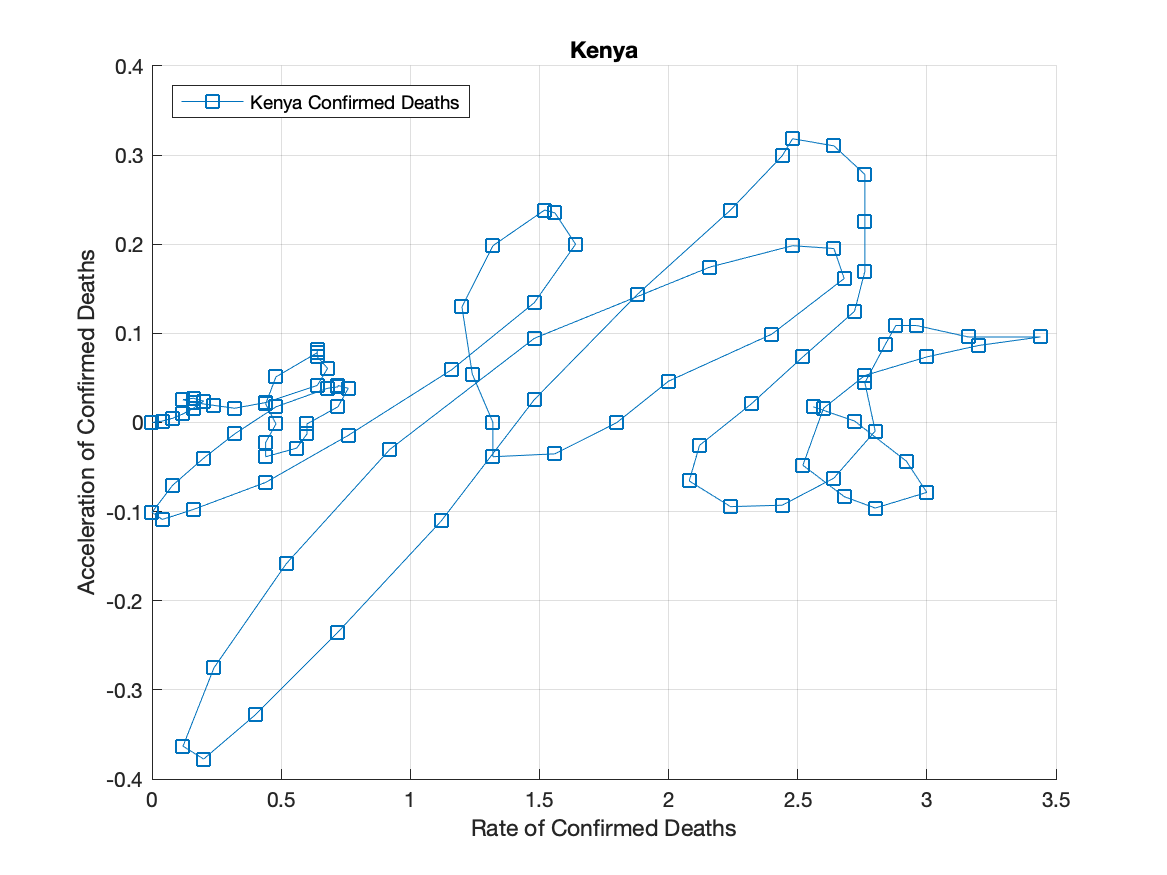 Kenya
Kenya Confirmed Deaths
Acceleration of Confirmed Deaths
0.4
0.3
0.2
0.1
0
-0.1
-0.2
-0.3
-0.4
0 0.5 1 1.5 2 2.5 3 3.5
Rate of Confirmed Deaths